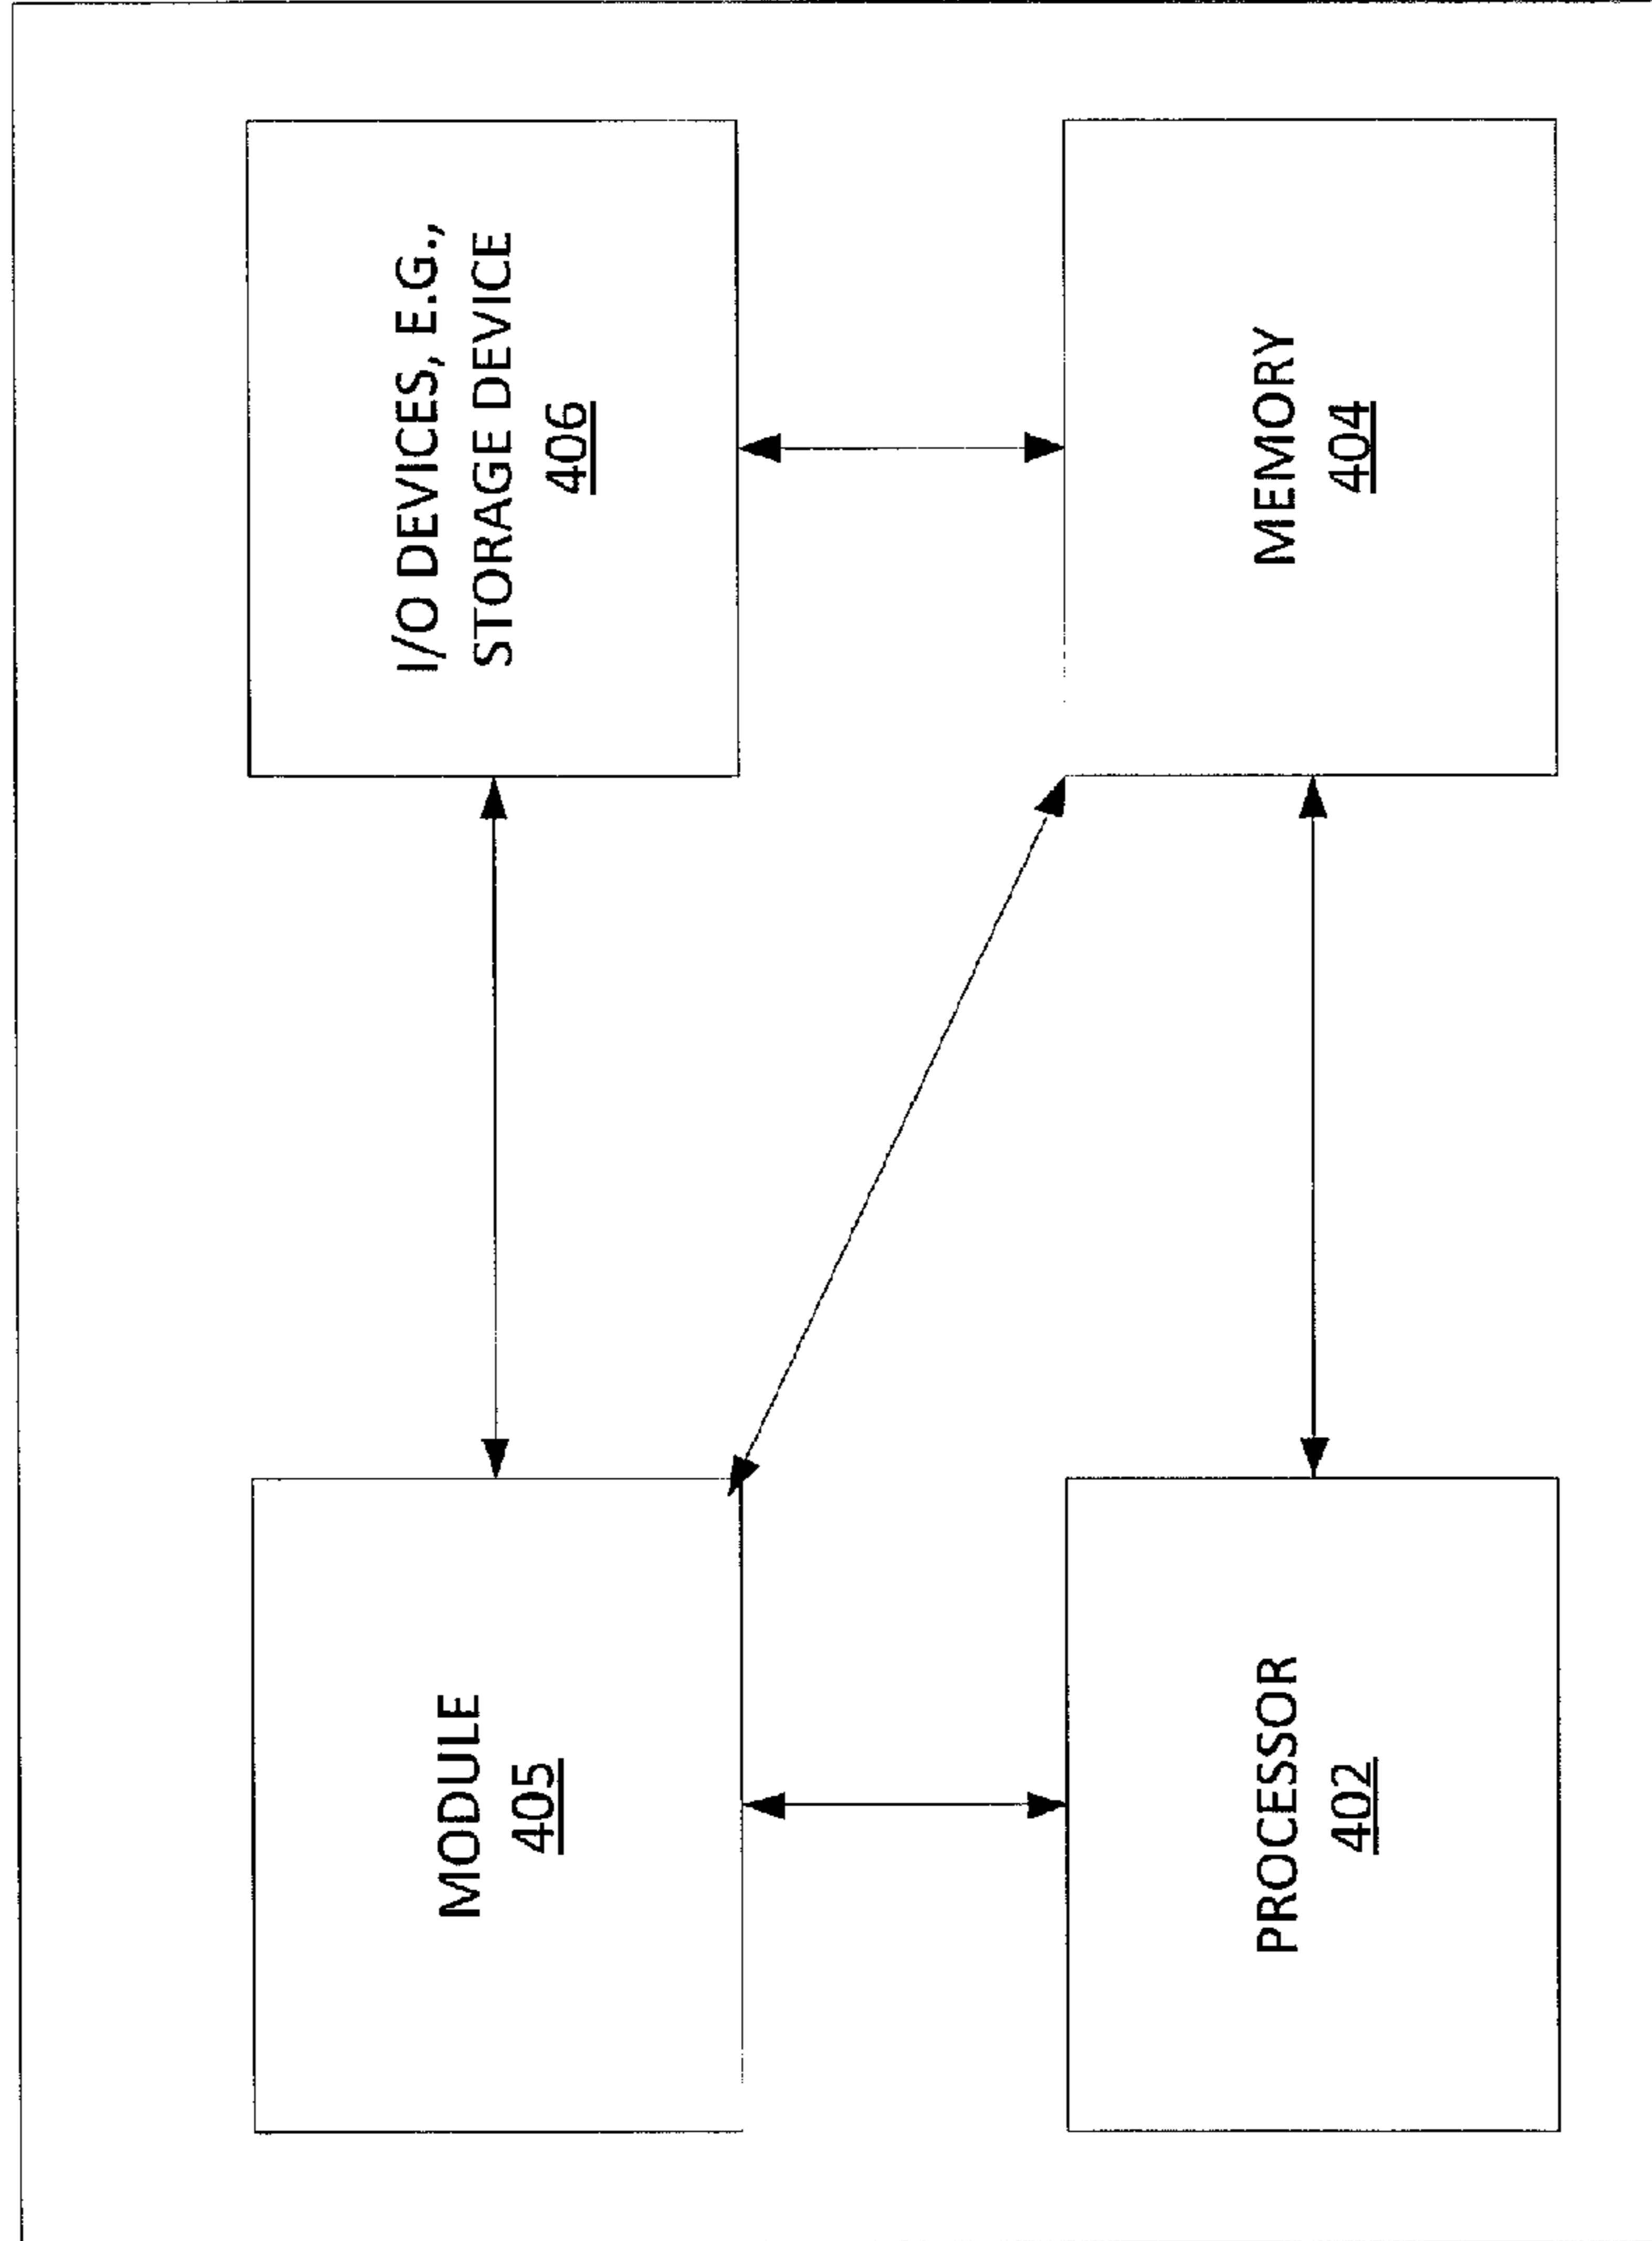 MODULE
405
I/O DEVICES, E.G.,
STORAGE DEVICE
406
PROCESSOR
402
MEMORY
404